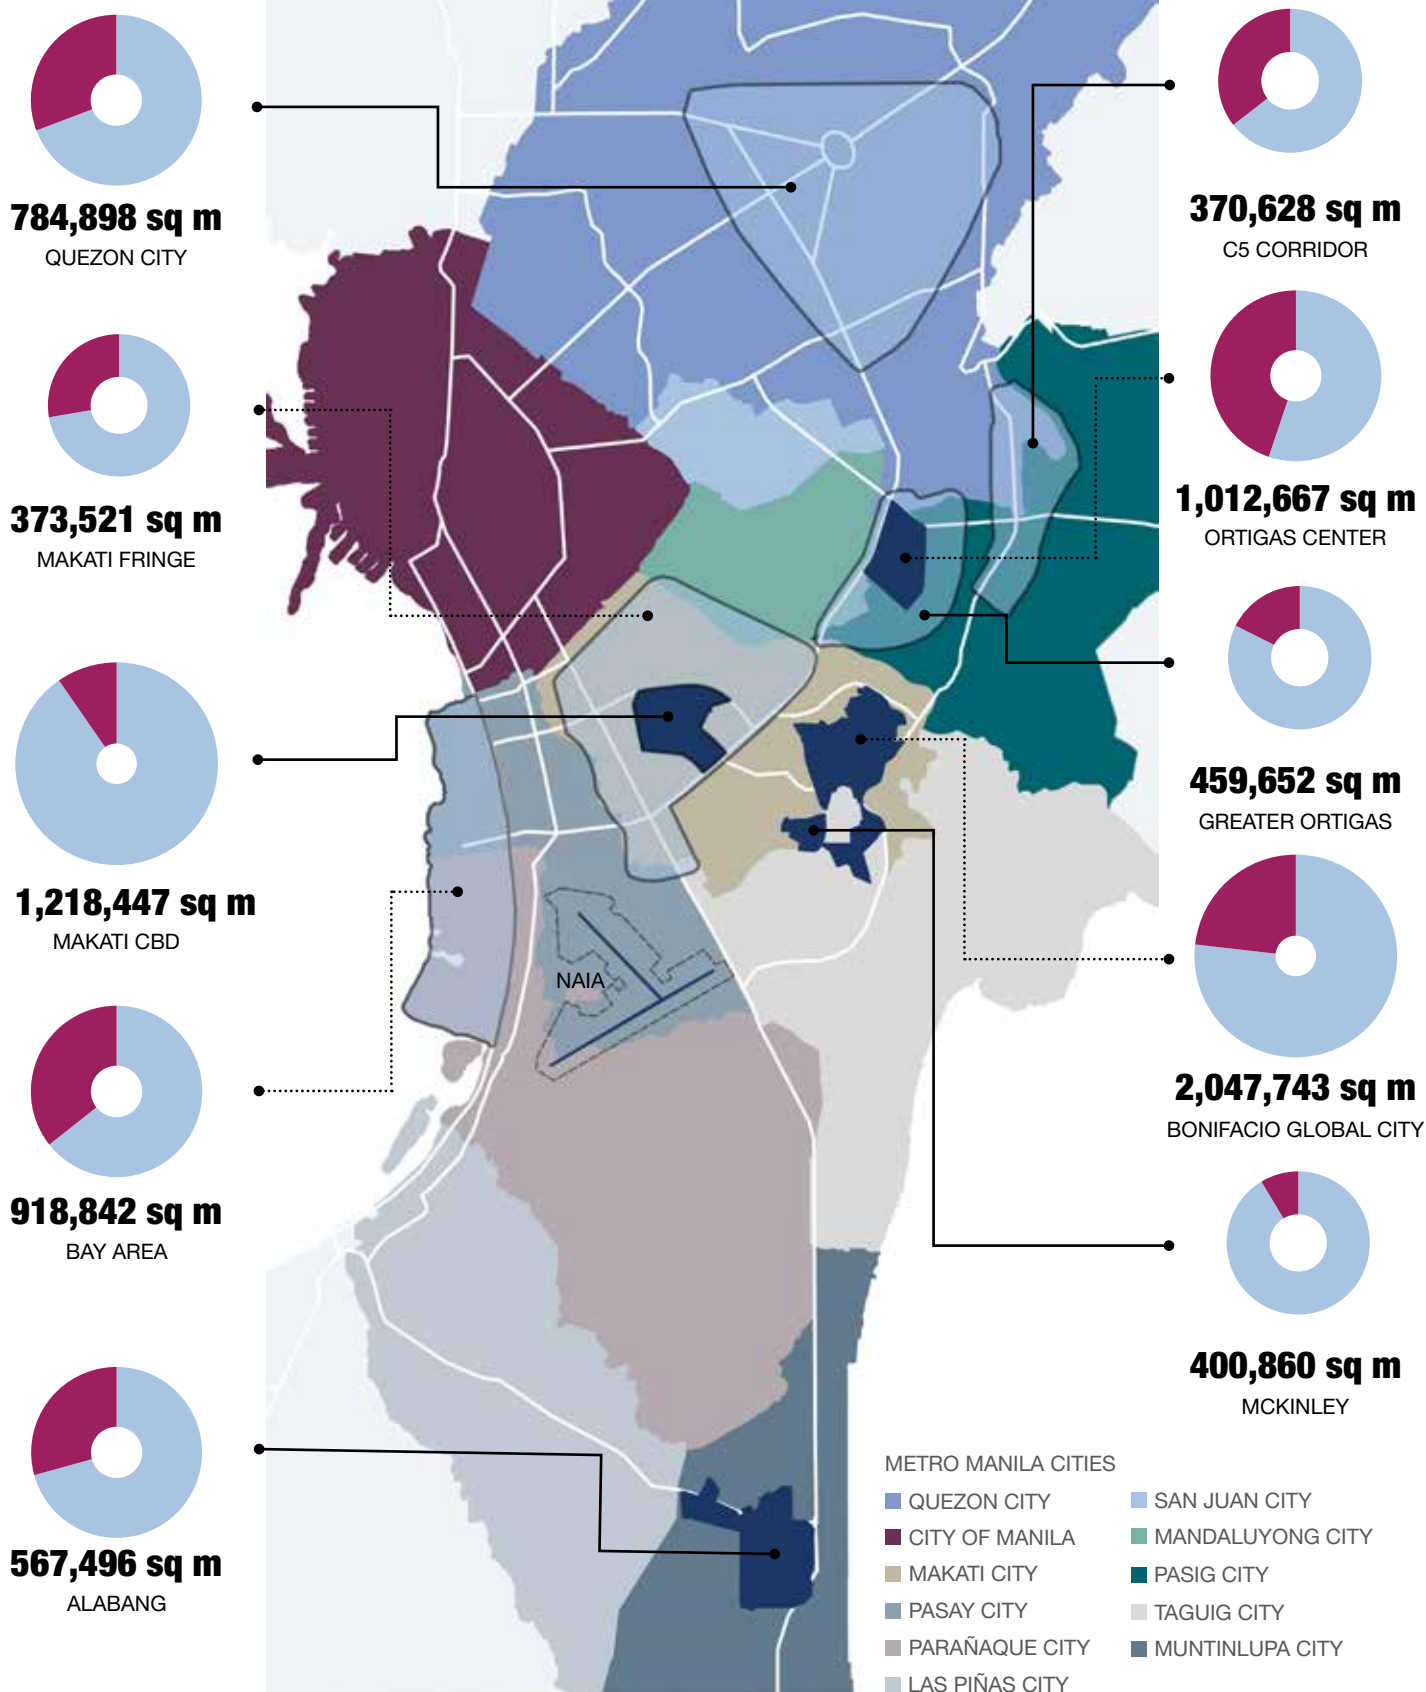 784,898 sq m
QUEZON CITY
373,521 sq m
MAKATI FRINGE
1,218,447 sq m
MAKATI CBD
918,842 sq m
BAY AREA
567,496 sq m
ALABANG
NAIA
370,628 sq m
C5 CORRIDOR
1,012,667 sq m
ORTIGAS CENTER
459,652 sq m
GREATER ORTIGAS
2,047,743 sq m
BONIFACIO GLOBAL CITY
400,860 sq m
MCKINLEY
METRO MANILA CITIES
QUEZON CITY
CITY OF MANILA
MAKATI CITY
PASAY CITY
PARAÑAQUE CITY
LAS PIÑAS CITY
SAN JUAN CITY
MANDALUYONG CITY
PASIG CITY
TAGUIG CITY
MUNTINLUPA CITY